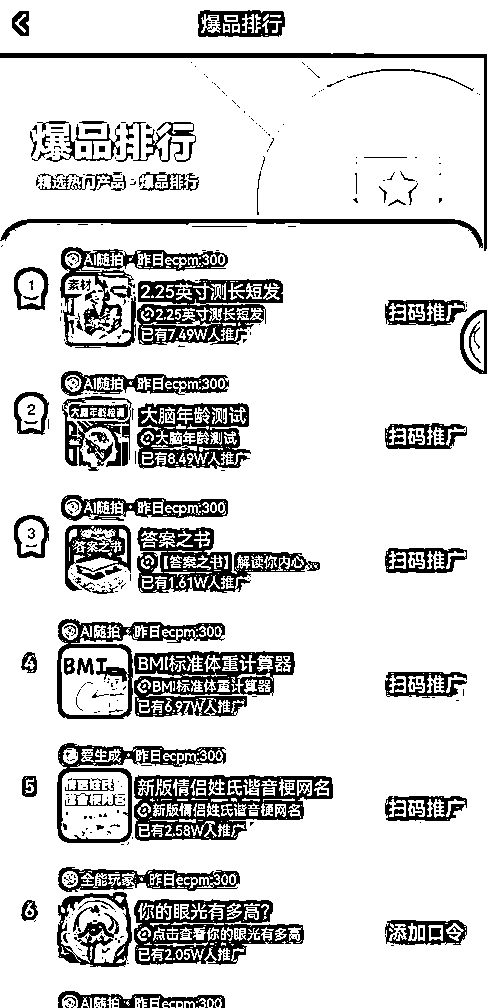 爆品排行
爆品排行
精选热门产品·爆品排行
AI随拍·昨日ecpm:300
1
素材
2.25英寸测长短发
2.25英寸测长短发
已有7.49W人推广
扫码推广
AI随拍·昨日ecpm:300
2
大脑年龄检测
大脑年龄测试
大脑年龄测试
已有8.49W人推广
扫码推广
AI随拍·昨日ecpm:300
3
答案之书
答案之书
【答案之书】解读你内心...
已有1.61W人推广
扫码推广
AI随拍·昨日ecpm:300
4
BMI
BMI标准体重计算器
BMI标准体重计算器
已有6.97W人推广
扫码推广
爱生成·昨日ecpm:300
5
新版情侣姓氏谐音梗网名
新版情侣姓氏谐音梗网名
已有2.58W人推广
扫码推广
全能玩家·昨日ecpm:300
6
你的眼光有多高?
点击查看你的眼光有多高
已有2.05W人推广
添加口令
AI随拍·昨日ecpm:300